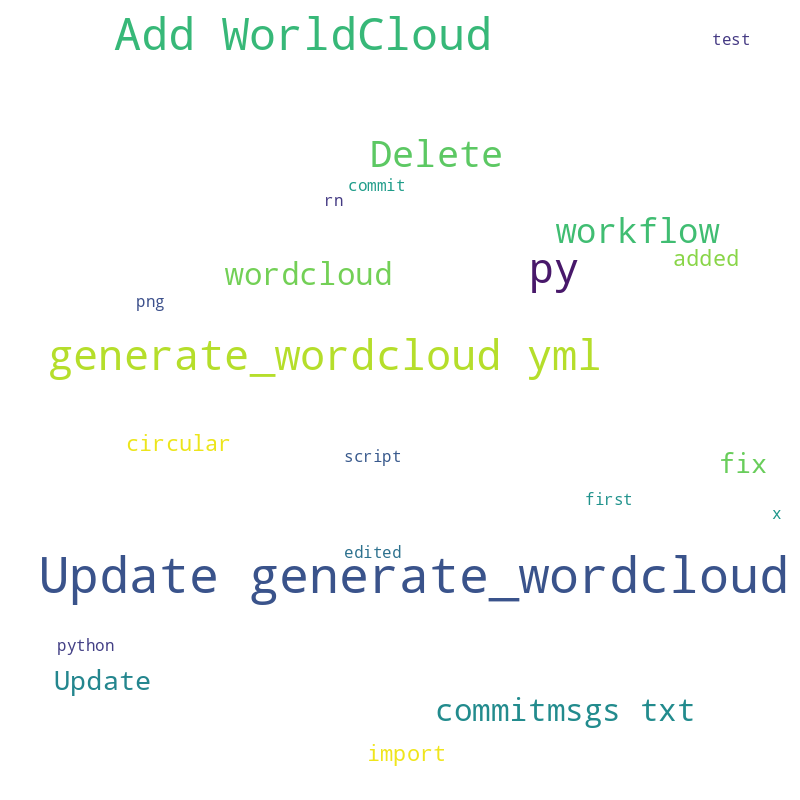 Add WorldCloud
test
Delete
commit
rn
workflow
added
py
wordcloud
png
generate_wordcloud yml
circular
script
fix
first
x
edited
Update generate_wordcloud
python
Update
commitmsgs txt
import